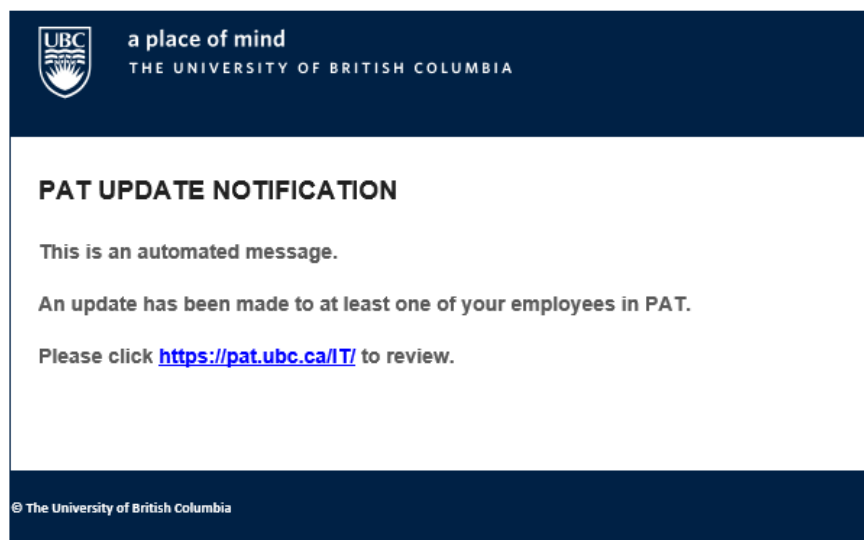 UBC
a place of mind
THE UNIVERSITY OF BRITISH COLUMBIA
PAT UPDATE NOTIFICATION
This is an automated message.
An update has been made to at least one of your employees in PAT.
Please click https://pat.ubc.ca/IT/ to review.
© The University of British Columbia